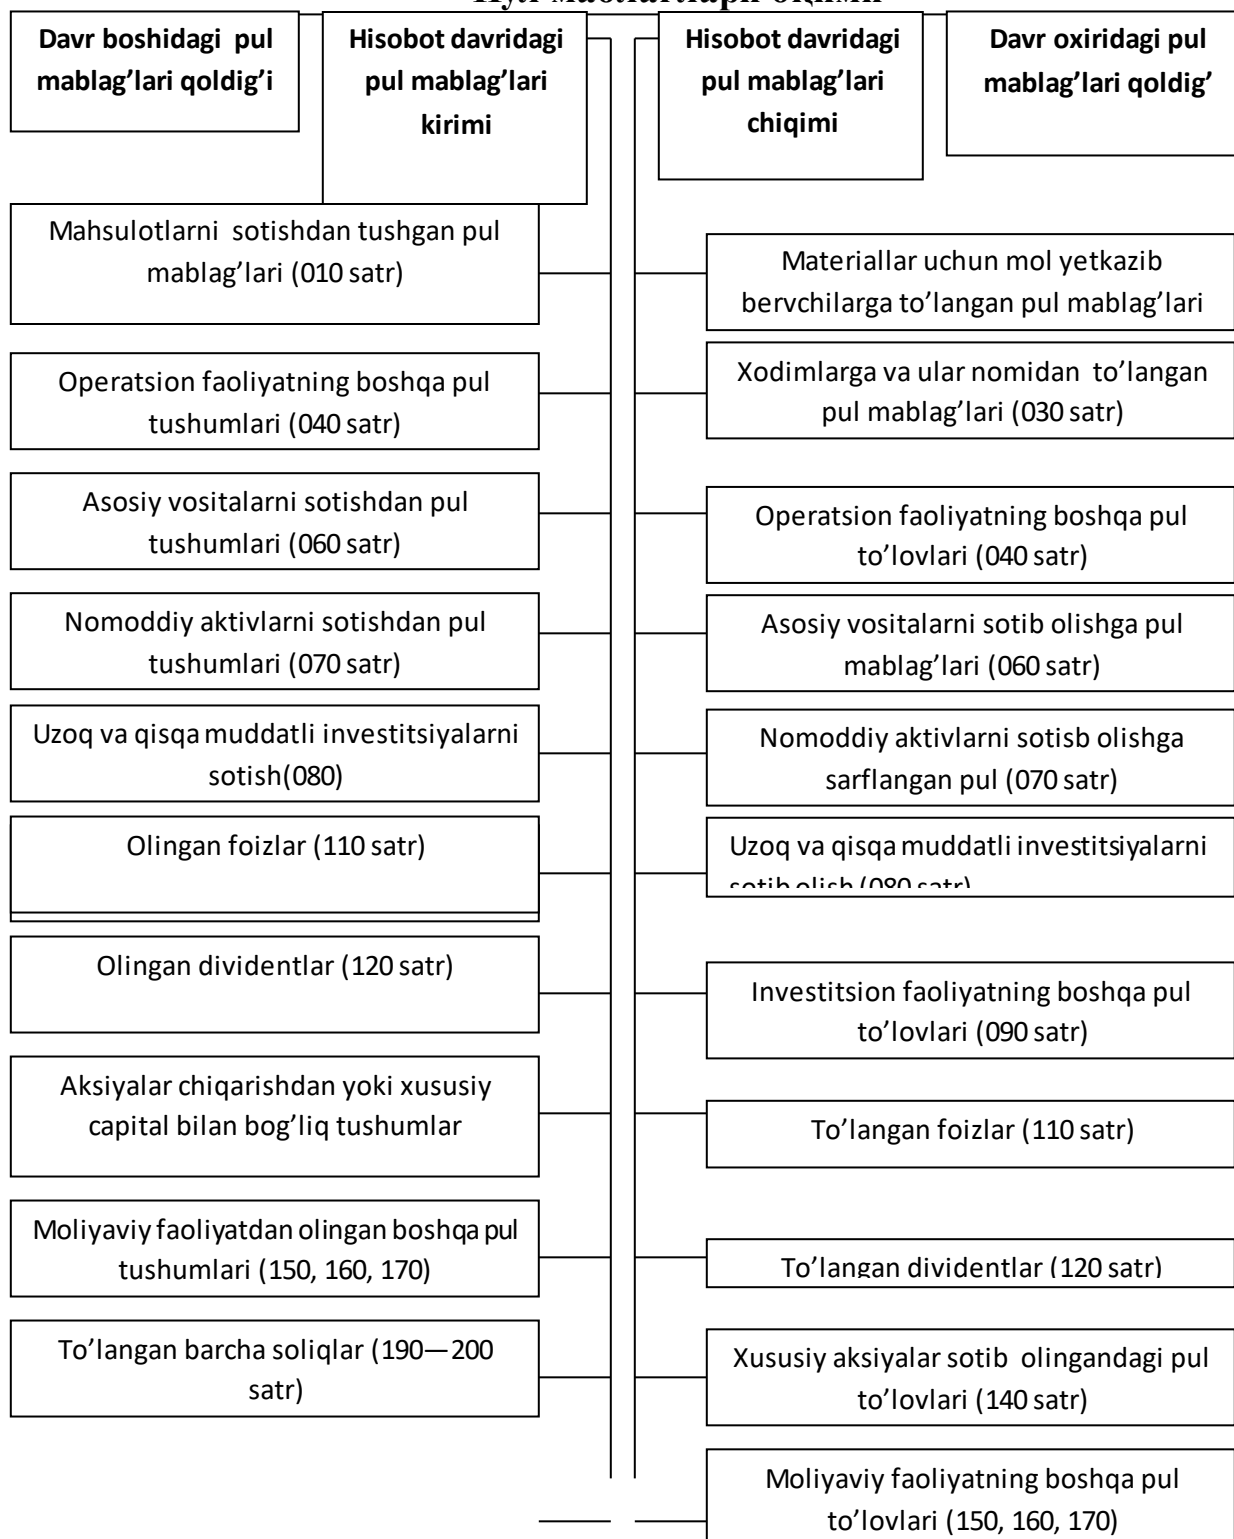 Пул маблағлари оқими
Davr boshidagi pul
mablag’lari qoldig’i
Hisobot davridagi
pul mablag’lari
kirimi
Hisobot davridagi
pul mablag’lari
chiqimi
Davr oxiridagi pul
mablag’lari qoldig’
Mahsulotlarni sotishdan tushgan pul
mablag’lari (010 satr)
Operatsion faoliyatning boshqa pul
tushumlari (040 satr)
Asosiy vositalarni sotishdan pul
tushumlari (060 satr)
Nomoddiy aktivlarni sotishdan pul
tushumlari (070 satr)
Uzoq va qisqa muddatli investitsiyalarni
sotish(080)
Olingan foizlar (110 satr)
Olingan dividentlar (120 satr)
Aksiyalar chiqarishdan yoki xususiy
capital bilan bog’liq tushumlar
Moliyaviy faoliyatdan olingan boshqa pul
tushumlari (150, 160, 170)
To’langan barcha soliqlar (190—200
satr)
Materiallar uchun mol yetkazib
bervchilarga to’langan pul mablag’lari
Xodimlarga va ular nomidan to’langan
pul mablag’lari (030 satr)
Operatsion faoliyatning boshqa pul
to’lovlari (040 satr)
Asosiy vositalarni sotib olishga pul
mablag’lari (060 satr)
Nomoddiy aktivlarni sotisb olishga
sarflangan pul (070 satr)
Uzoq va qisqa muddatli investitsiyalarni
sotib olish (080 satr)
Investitsion faoliyatning boshqa pul
to’lovlari (090 satr)
To’langan foizlar (110 satr)
To’langan dividentlar (120 satr)
Xususiy aksiyalar sotib olingandagi pul
to’lovlari (140 satr)
Moliyaviy faoliyatning boshqa pul
to’lovlari (150, 160, 170)